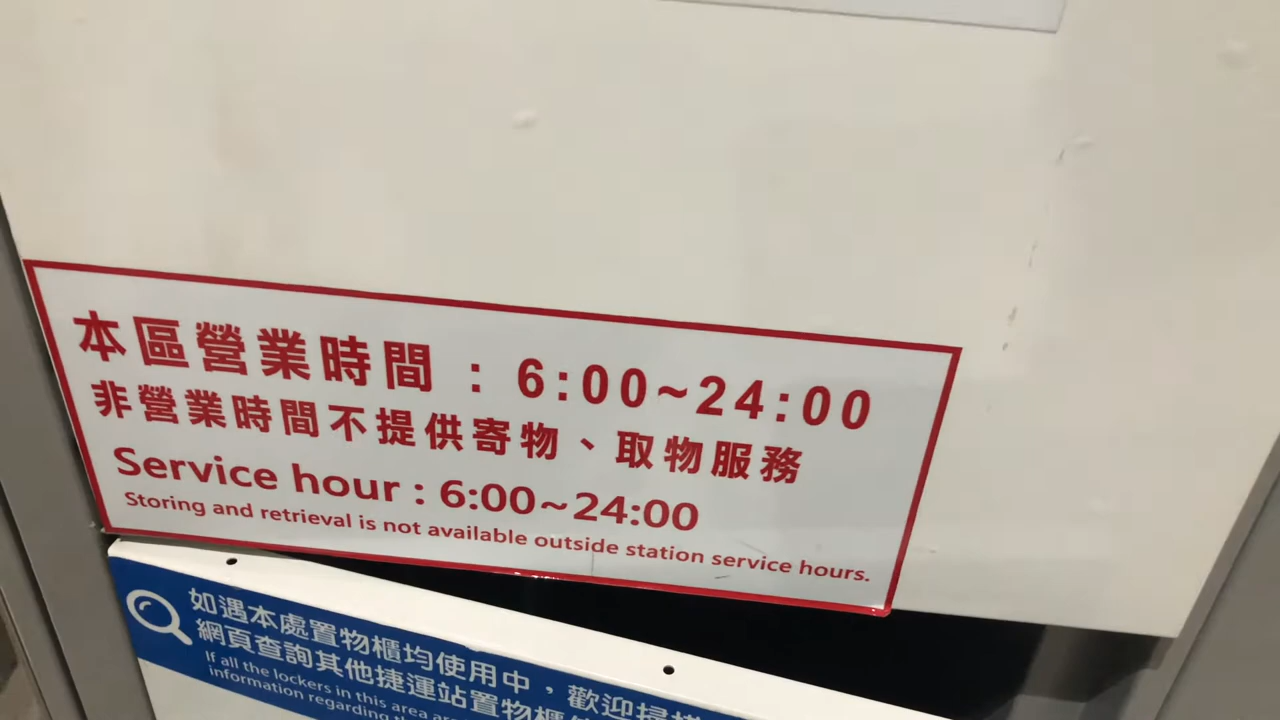 本區營業時間：6:00~24:00
非營業時間不提供寄物、取物服務
Service hour : 6:00~24:00
Storing and retrieval is not available outside station service hours.
如遇本處置物櫃均使用中，歡迎掃
網頁查詢其他捷運站置物櫃
If all the lockers in this area
information regarding